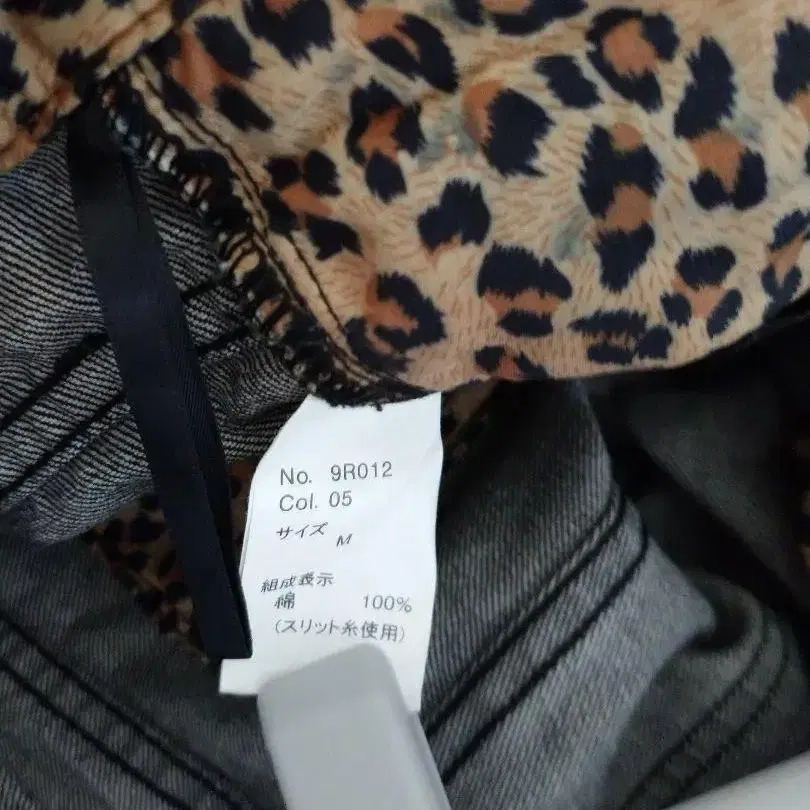 No. 9R012
Col. 05
サイズ M
組成表示
綿 100%
(スリット糸使用)